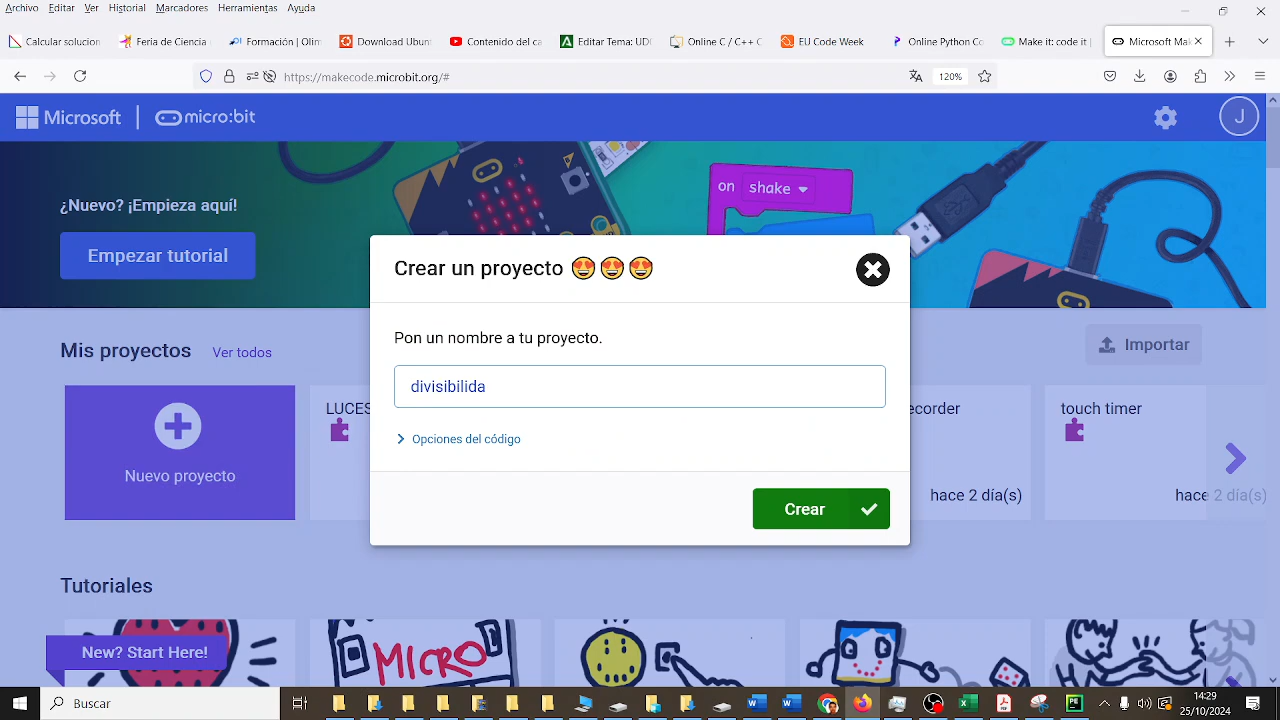 Archivo Editar Ver Historial Marcadores Herramientas Ayuda
Calcular solucion Feria de Ciencia Formación | Olim Download Ubun Contenido del ca Editar Tema: UD Online C / C++ C EU Code Week Online Python Co Makeit: code it | Microsoft Mak
https://makecode.microbit.org/#
120%
Microsoft | micro:bit
J
on shake
¿Nuevo? ¡Empieza aquí!
Empezar tutorial
Crear un proyecto 😍😍😍
Pon un nombre a tu proyecto.
divisibilida
Opciones del código
Crear
Mis proyectos Ver todos
Importar
Nuevo proyecto
LUCES
ecorder
touch timer
hace 2 día(s)
hace 2 día(s)
Tutoriales
New? Start Here!
MICRO
Buscar
14:29
25/10/2024